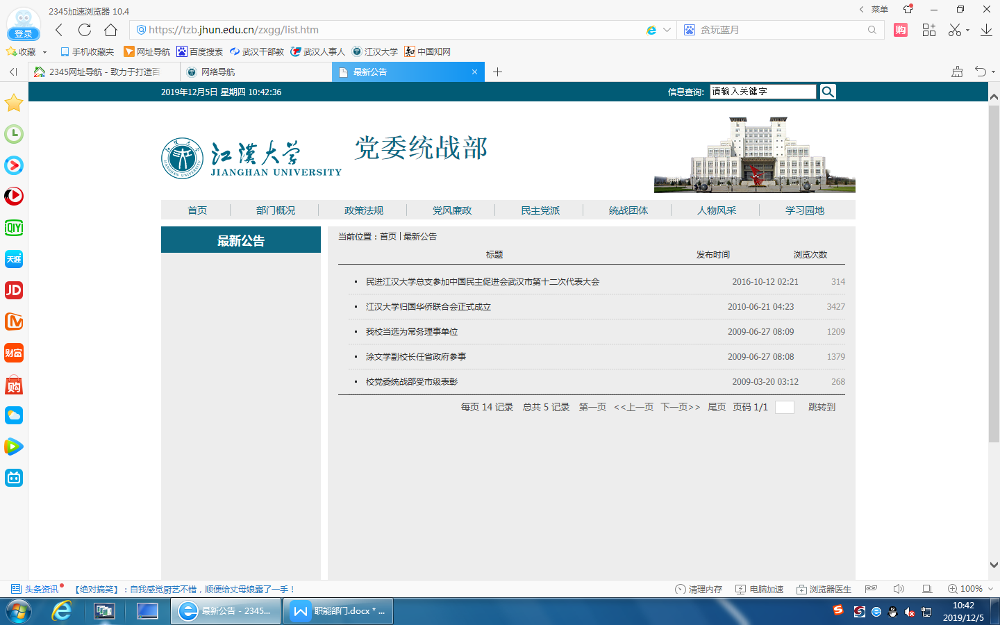 2345加速浏览器 10.4
菜单
登录
https://tzb.jhun.edu.cn/zxgg/list.htm
贪玩蓝月
购
收藏 手机收藏夹 网址导航 百度搜索 武汉干部教 武汉人事人 江汉大学 中国知网
2345网址导航 - 致力于打造百
网络导航
最新公告
2019年12月5日 星期四 10:42:36
信息查询: 请输入关键字
江漢大学
JIANGHAN UNIVERSITY
党委统战部
首页 部门概况 政策法规 党风廉政 民主党派 统战团体 人物风采 学习园地
最新公告
当前位置：首页 | 最新公告
标题 发布时间 浏览次数
民进江汉大学总支参加中国民主促进会武汉市第十二次代表大会 2016-10-12 02:21 314
江汉大学归国华侨联合会正式成立 2010-06-21 04:23 3427
我校当选为常务理事单位 2009-06-27 08:09 1209
涂文学副校长任省政府参事 2009-06-27 08:08 1379
校党委统战部受市级表彰 2009-03-20 03:12 268
每页 14 记录 总共 5 记录 第一页 <<上一页 下一页>> 尾页 页码 1/1 跳转到
iQIYI
天涯
JD
财富
购
头条资讯 【绝对搞笑】：自我感觉厨艺不错，顺便给丈母娘露了一手！
清理内存 电脑加速 浏览器医生 100%
最新公告 - 2345...
职能部门.docx * ...
10:42
2019/12/5